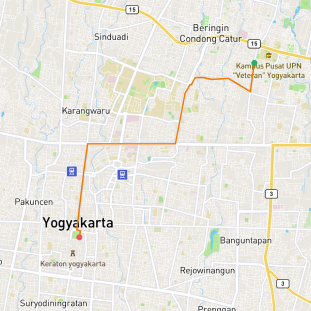 Beringin
Condong Catur
Sinduadi
15
15
Kampus Pusat UPN
"Veteran" Yogyakarta
Karangwaru
3
Pakuncen
Yogyakarta
Banguntapan
Keraton yogyakarta
Rejowinangun
3
Suryodiningratan
Prenggan